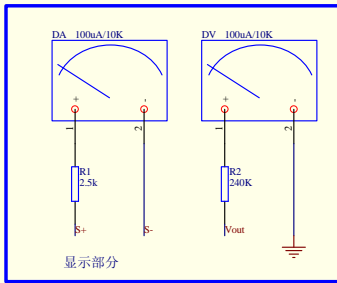 DA 100uA/10K
DV 100uA/10K
+ -
+ -
1 2
1 2
R1
2.5k
R2
240K
S+ S- Vout
显示部分